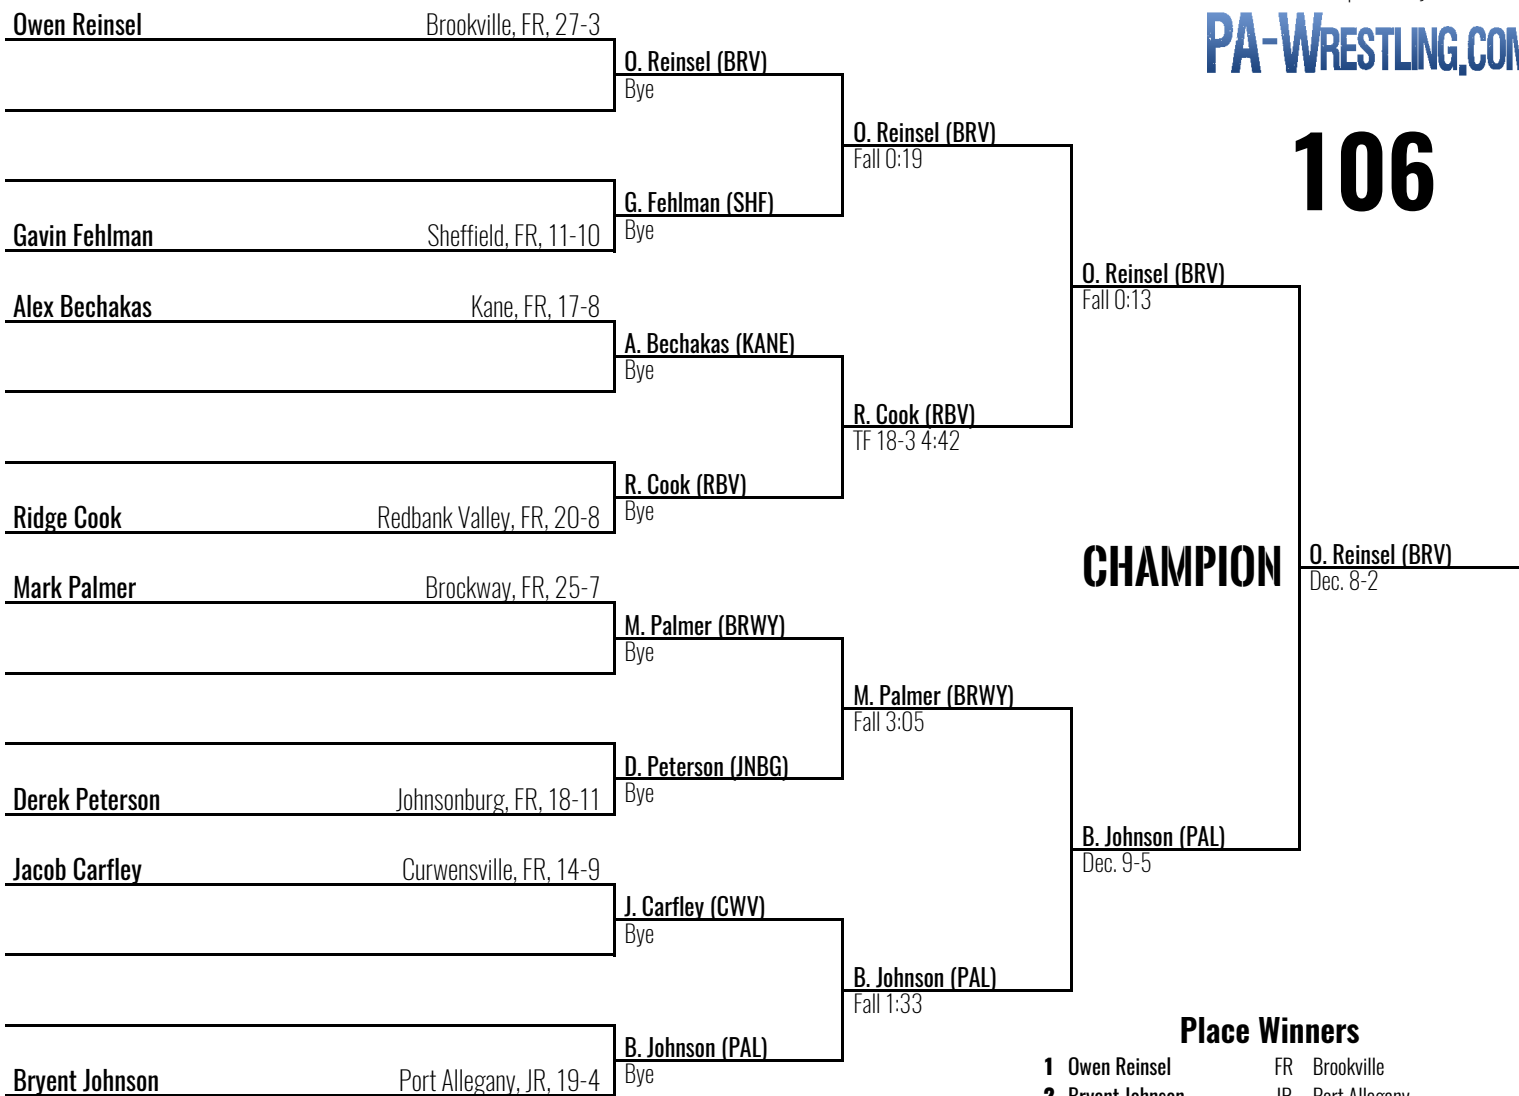 Owen Reinsel Brookville, FR, 27-3
O. Reinsel (BRV)
Bye
PA-WRESTLING.COM
O. Reinsel (BRV)
Fall 0:19
106
G. Fehlman (SHF)
Bye
Gavin Fehlman Sheffield, FR, 11-10
O. Reinsel (BRV)
Fall 0:13
Alex Bechakas Kane, FR, 17-8
A. Bechakas (KANE)
Bye
R. Cook (RBV)
TF 18-3 4:42
R. Cook (RBV)
Bye
Ridge Cook Redbank Valley, FR, 20-8
CHAMPION
O. Reinsel (BRV)
Dec. 8-2
Mark Palmer Brockway, FR, 25-7
M. Palmer (BRWY)
Bye
M. Palmer (BRWY)
Fall 3:05
D. Peterson (JNBG)
Bye
Derek Peterson Johnsonburg, FR, 18-11
B. Johnson (PAL)
Dec. 9-5
Jacob Carfley Curwensville, FR, 14-9
J. Carfley (CWV)
Bye
B. Johnson (PAL)
Fall 1:33
Place Winners
B. Johnson (PAL)
Bye
1 Owen Reinsel FR Brookville
Bryent Johnson Port Allegany, JR, 19-4
2 Bryent Johnson JR Port Allegany